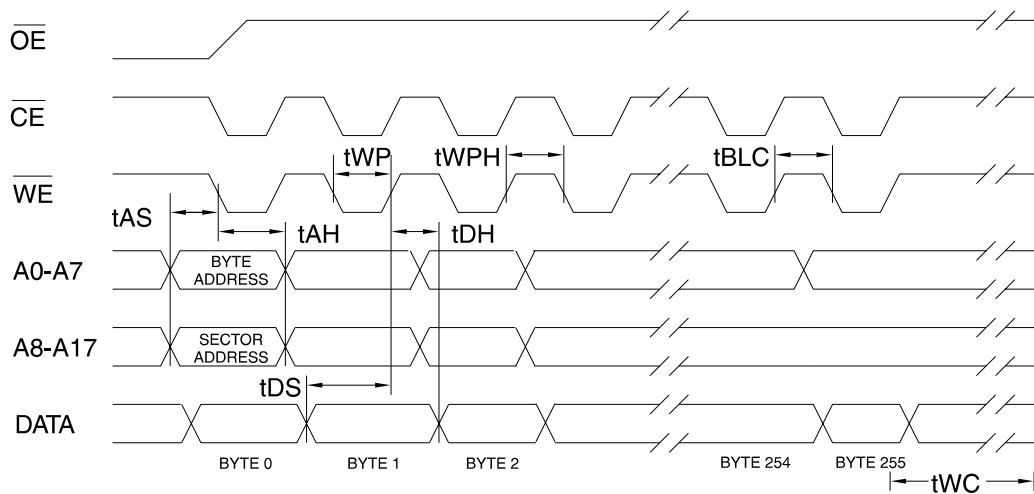 OE
CE
tWP
tWPH
tBLC
WE
tAS
tAH
tDH
A0-A7
BYTE
ADDRESS
A8-A17
SECTOR
ADDRESS
tDS
DATA
BYTE 0
BYTE 1
BYTE 2
BYTE 254
BYTE 255
tWC